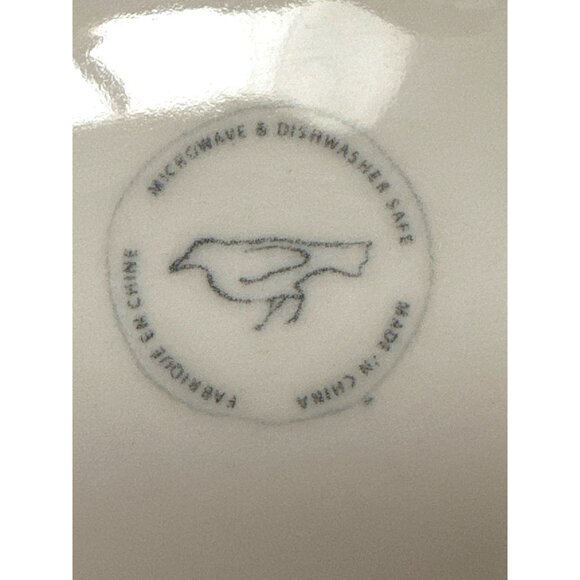 MICROWAVE & DISHWASHER SAFE
MADE IN CHINA
FABRIQUE EN CHINE